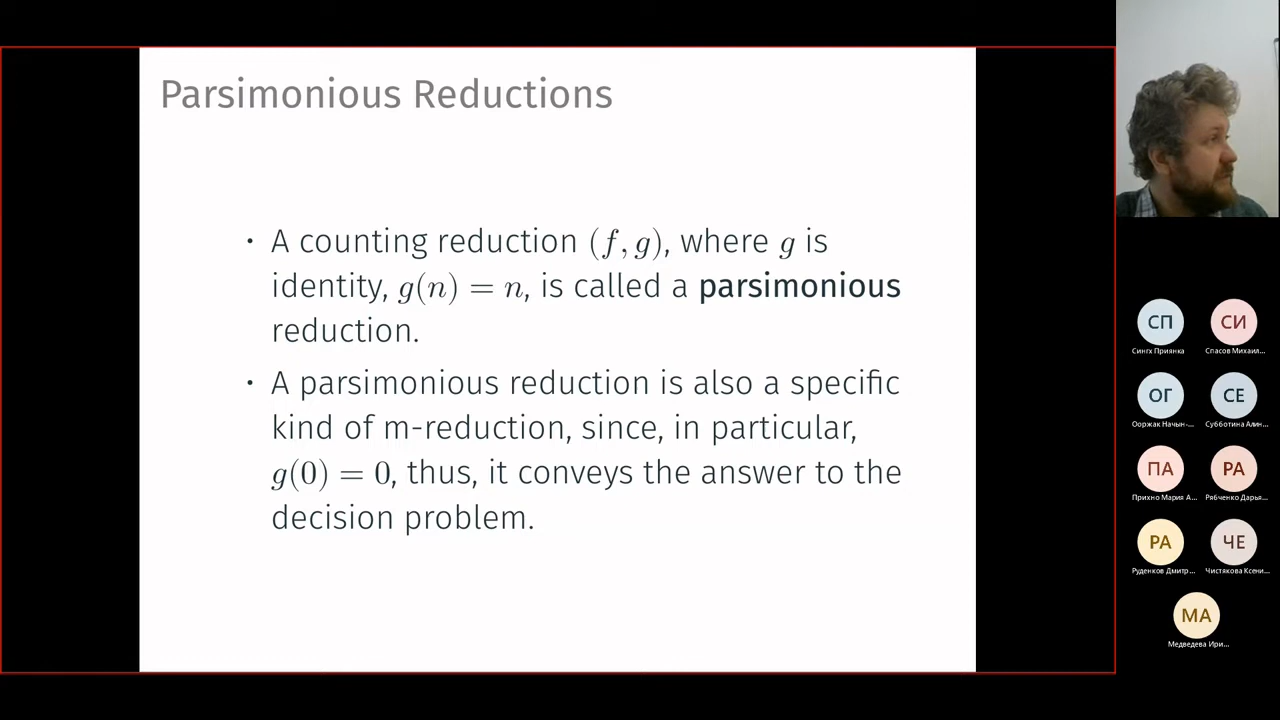 Parsimonious Reductions
• A counting reduction (f, g), where g is
identity, g(n) = n, is called a parsimonious
reduction.
• A parsimonious reduction is also a specific
kind of m-reduction, since, in particular,
g(0) = 0, thus, it conveys the answer to the
decision problem.
СП СИ
Сингх Приянка Спасов Михаил...
ОГ СЕ
Ооржак Начын-... Субботина Алин...
ПА РА
Прихно Мария А... Рябченко Дарья...
РА ЧЕ
Руденков Дмитр... Чистякова Ксени...
МА
Медведева Ири...